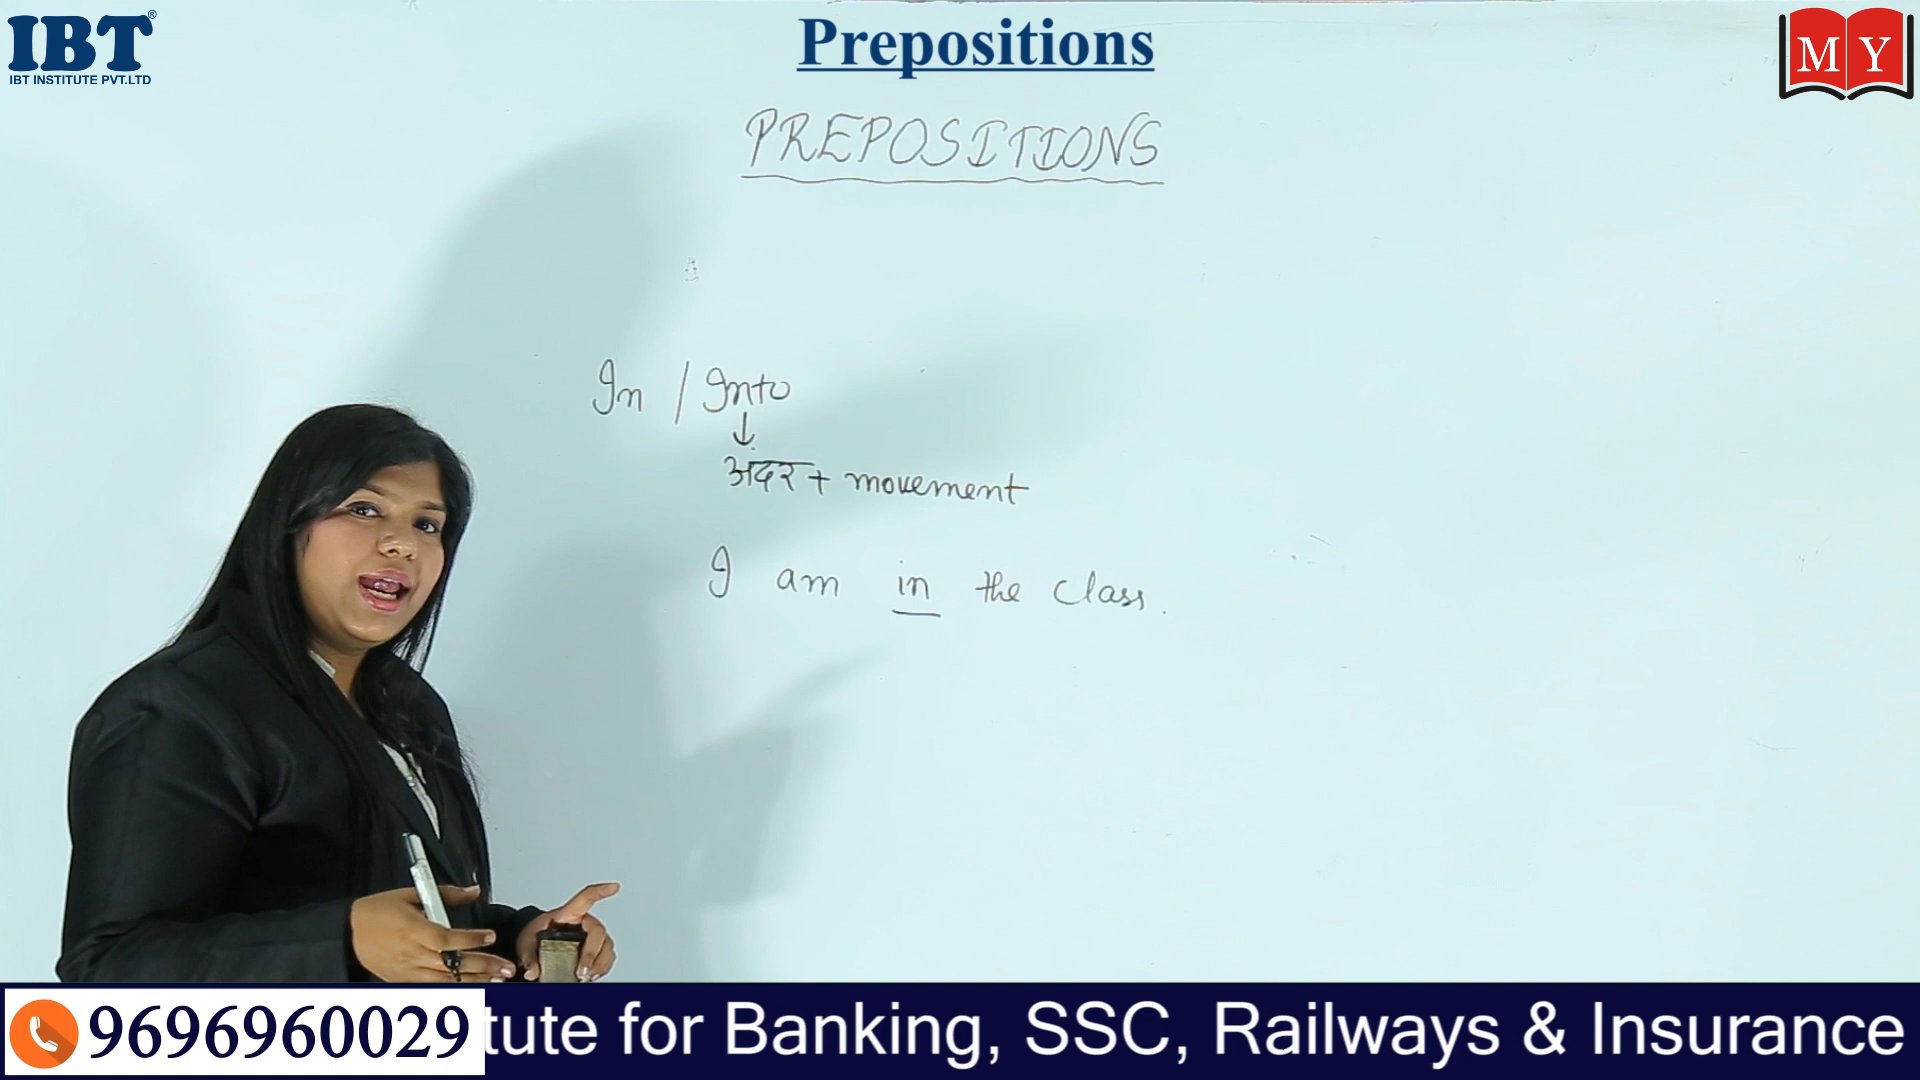 IBT®
IBT INSTITUTE PVT.LTD
Prepositions
MY
PREPOSITIONS
In / Into
↓
अंदर + movement
I am in the class.
9696960029
tute for Banking, SSC, Railways & Insurance